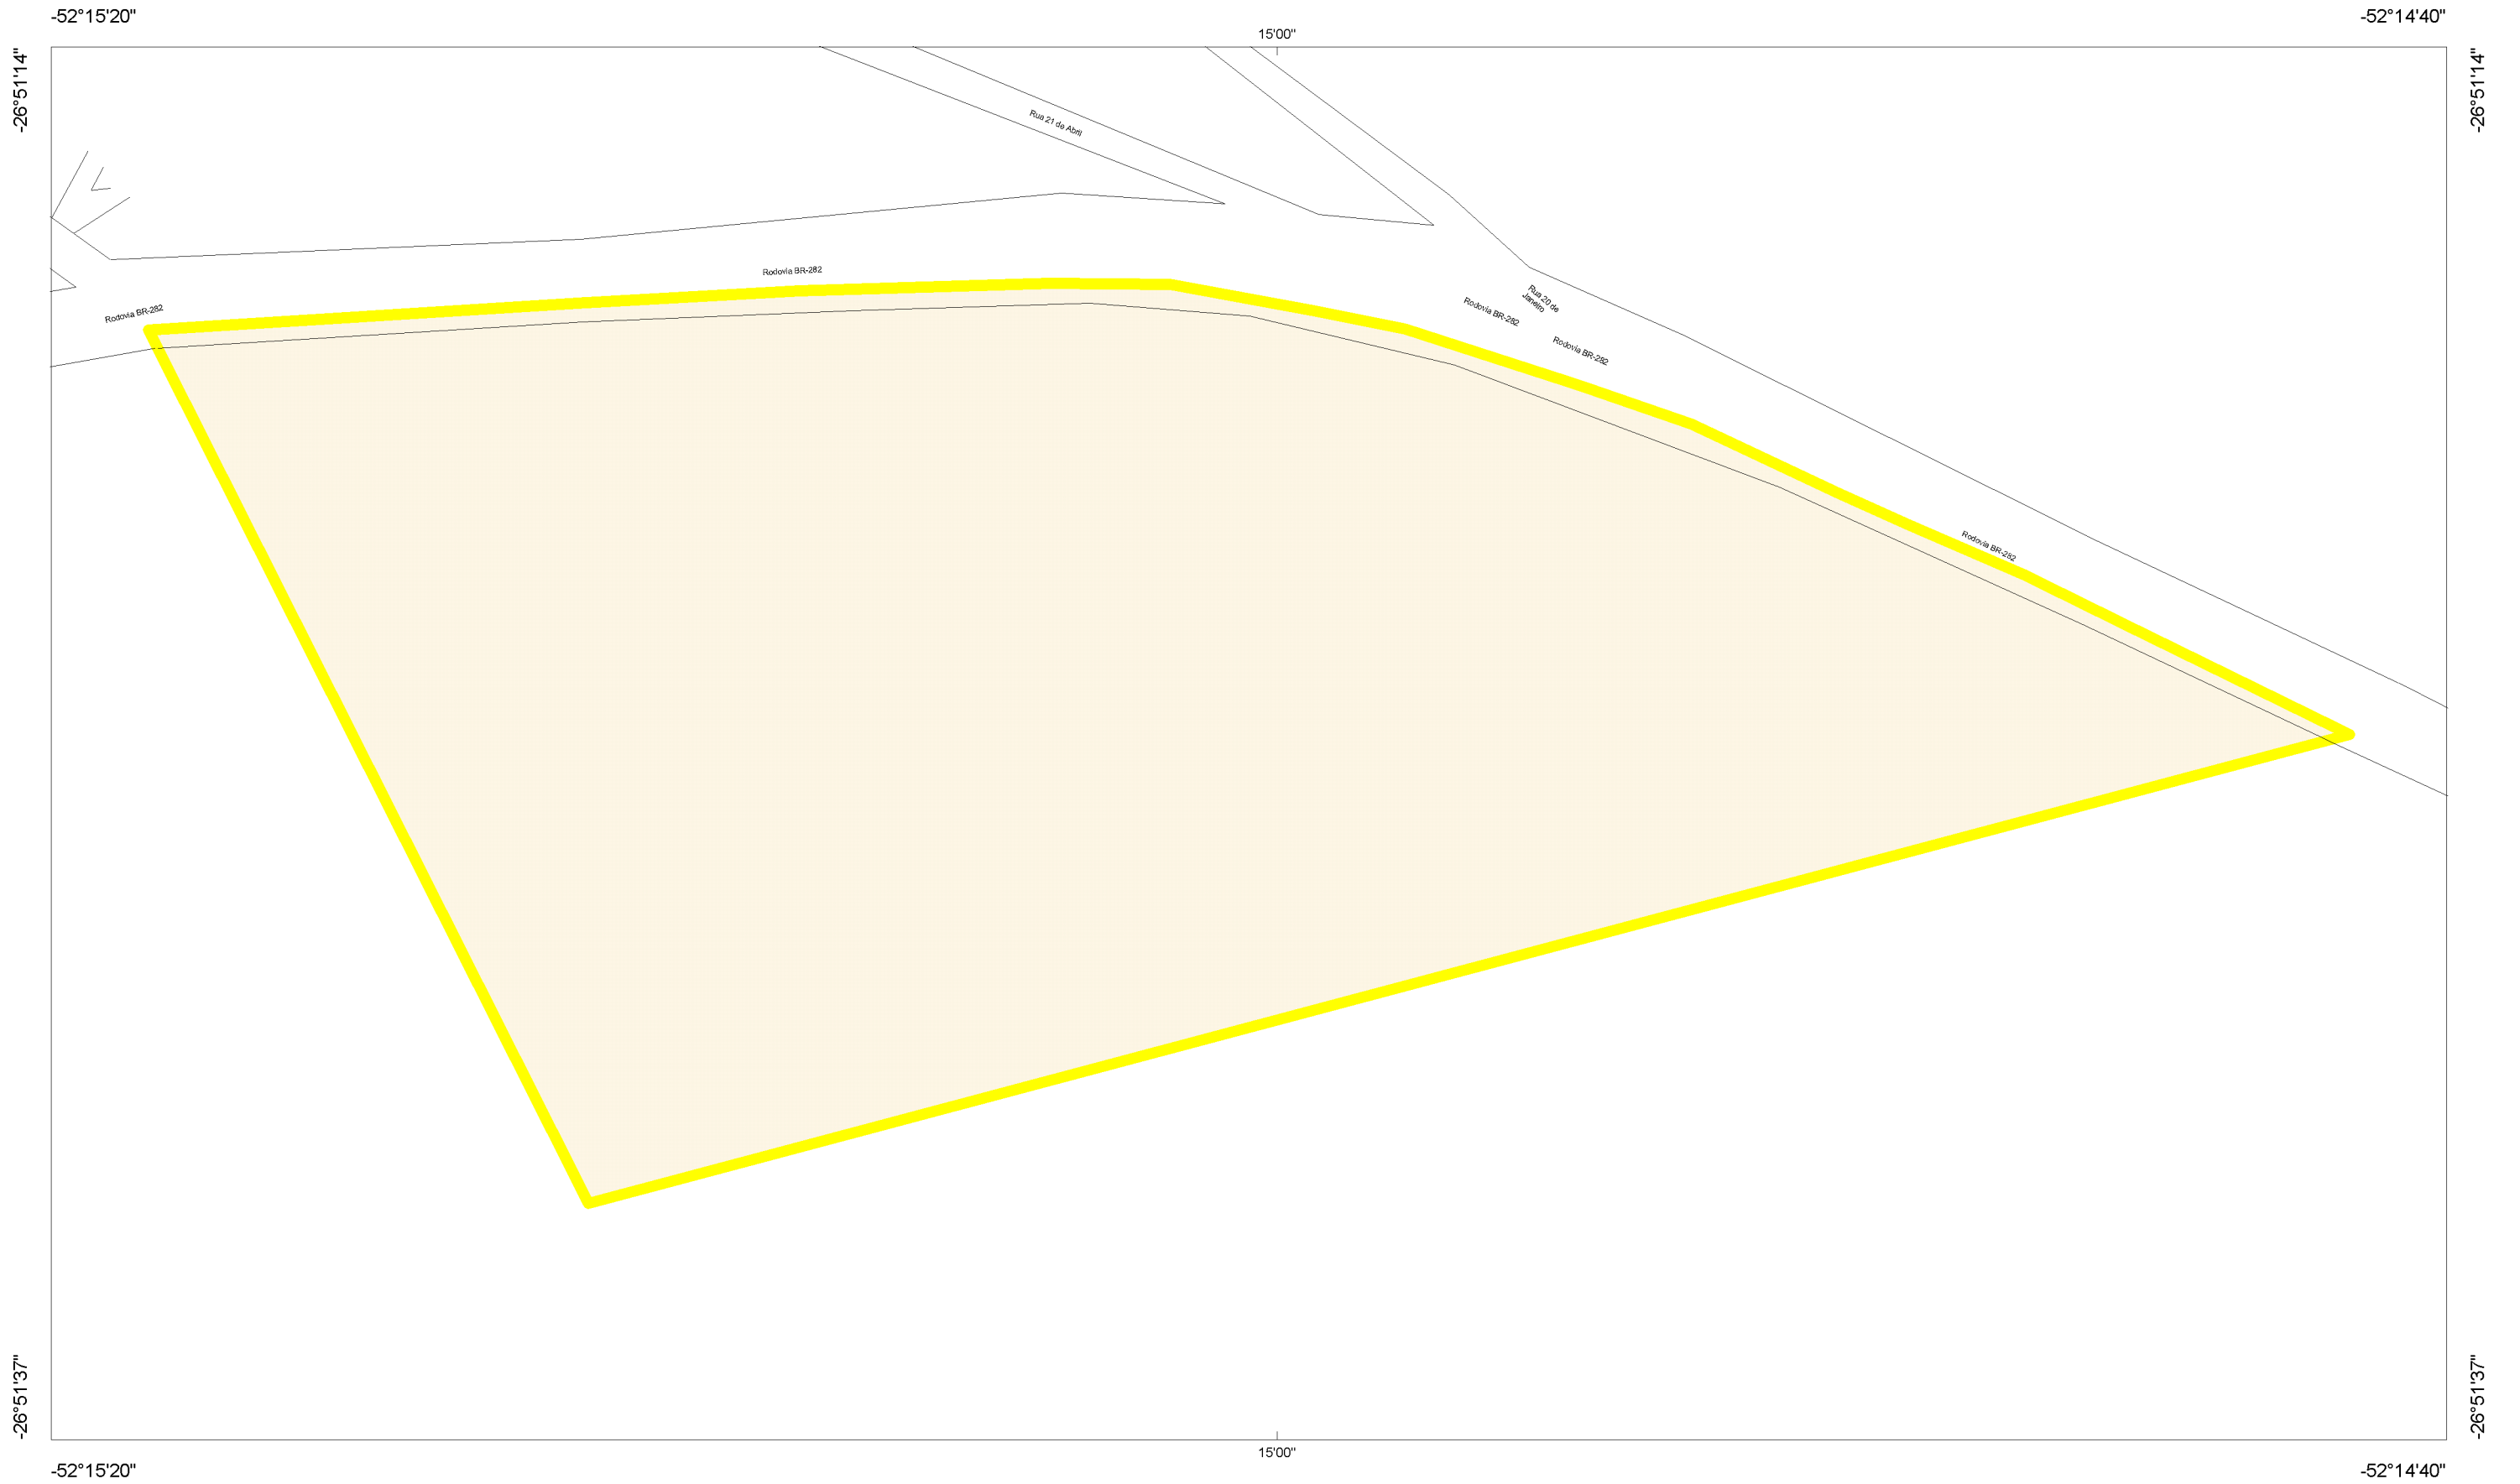 -52°15'20"
-52°14'40"
15'00"
-26°51'14"
-26°51'14"
Rua 21 de Abril
Rodovia BR-282
Rodovia BR-282
Rua 20 de
Janeiro
Rodovia BR-282
Rodovia BR-282
Rodovia BR-282
-26°51'37"
-26°51'37"
15'00"
-52°15'20"
-52°14'40"